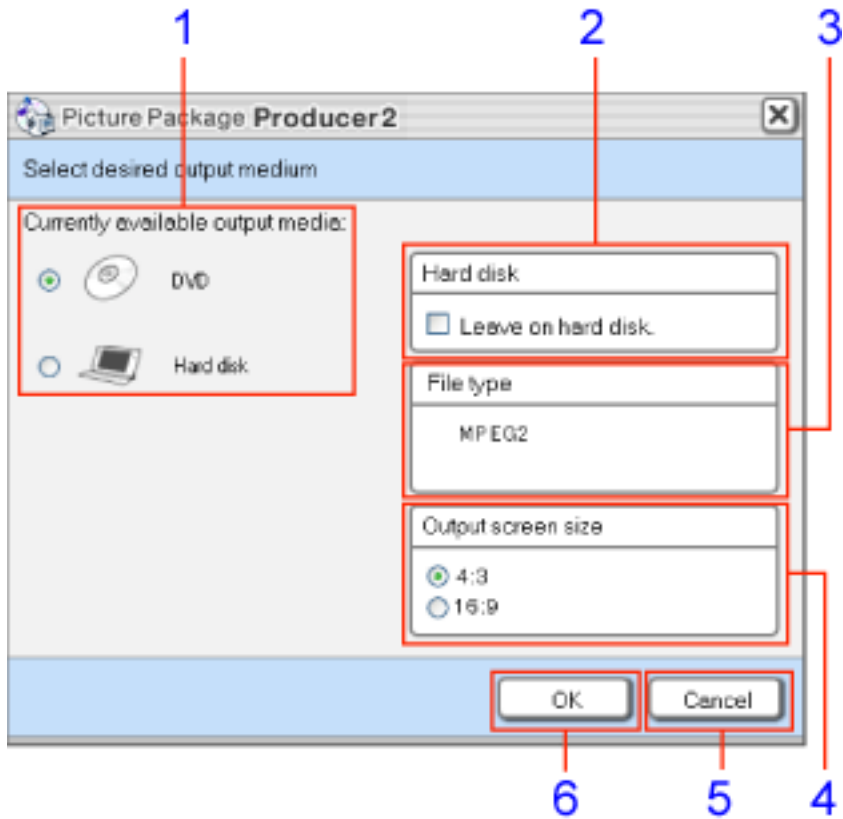 1 2 3
Picture Package Producer2
Select desired output medium
Currently available output media:
DVD
Hard disk
Hard disk
Leave on hard disk.
File type
MPEG2
Output screen size
4:3
16:9
OK Cancel
6 5 4